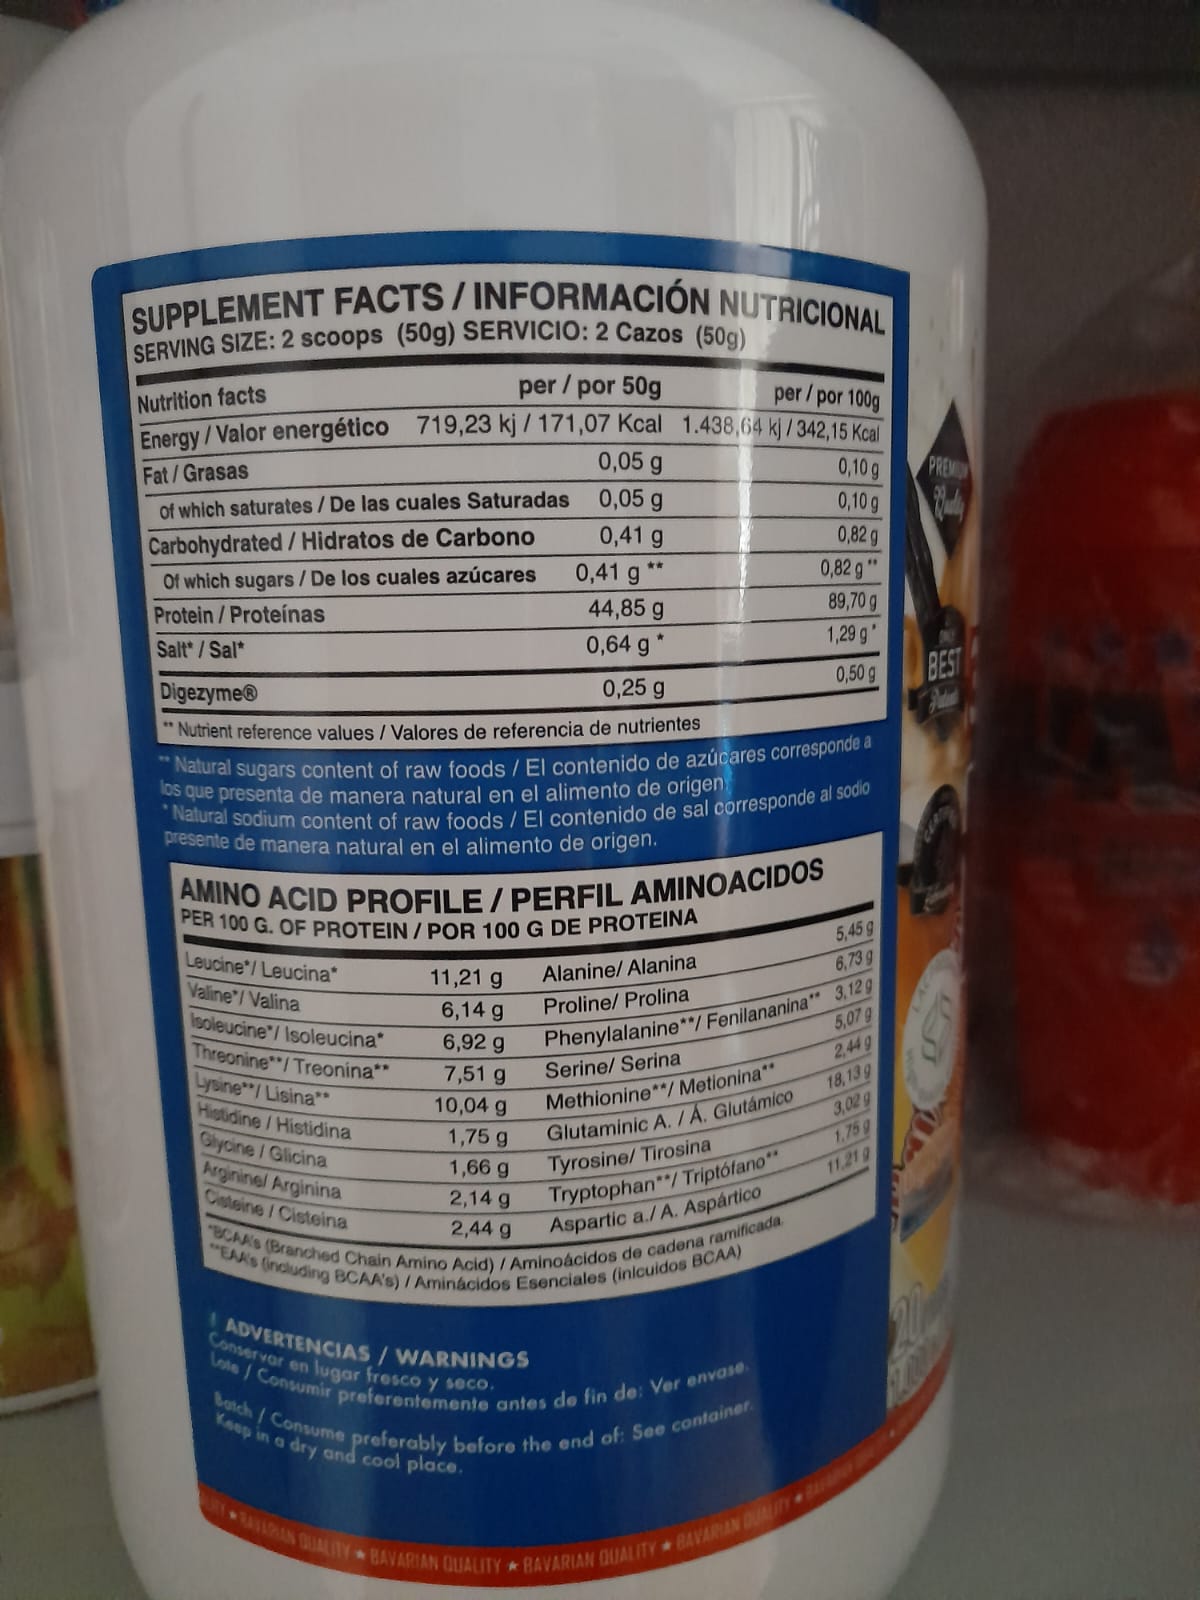 SUPPLEMENT FACTS / INFORMACIÓN NUTRICIONAL
SERVING SIZE: 2 scoops (50g) SERVICIO: 2 Cazos (50g)
Nutrition facts per / por 50g per / por 100g
Energy / Valor energético 719,23 kj / 171,07 Kcal 1.438,64 kj / 342,15 Kcal
Fat / Grasas 0,05 g 0,10 g
Of which saturates / De las cuales Saturadas 0,05 g 0,10 g
Carbohydrated / Hidratos de Carbono 0,41 g 0,82 g
Of which sugars / De los cuales azúcares 0,41 g ** 0,82 g **
Protein / Proteínas 44,85 g 89,70 g
Salt* / Sal* 0,64 g * 1,29 g *
Digezyme® 0,25 g 0,50 g
** Nutrient reference values / Valores de referencia de nutrientes
** Natural sugars content of raw foods / El contenido de azúcares corresponde a
los que presenta de manera natural en el alimento de origen
* Natural sodium content of raw foods / El contenido de sal corresponde al sodio
presente de manera natural en el alimento de origen.
AMINO ACID PROFILE / PERFIL AMINOACIDOS
PER 100 G. OF PROTEIN / POR 100 G DE PROTEINA
Leucine*/ Leucina* 11,21 g Alanine/ Alanina 5,45 g
Valine*/ Valina 6,14 g Proline/ Prolina 6,73 g
Isoleucine*/ Isoleucina* 6,92 g Phenylalanine**/ Fenilananina** 3,12 g
Threonine**/ Treonina** 7,51 g Serine/ Serina 5,07 g
Lysine**/ Lisina** 10,04 g Methionine**/ Metionina** 2,44 g
Histidine / Histidina 1,75 g Glutaminic A. / Á. Glutámico 18,13 g
Glycine / Glicina 1,66 g Tyrosine/ Tirosina 3,02 g
Arginine/ Arginina 2,14 g Tryptophan**/ Triptófano** 1,75 g
Cisteine / Cisteina 2,44 g Aspartic a./ A. Aspártico 11,21 g
*BCAA's (Branched Chain Amino Acid) / Aminoácidos de cadena ramificada.
**EAA's (including BCAA's) / Aminácidos Esenciales (inlcuidos BCAA)
! ADVERTENCIAS / WARNINGS
Conservar en lugar fresco y seco.
Lote / Consumir preferentemente antes de fin de: Ver envase.
Batch / Consume preferably before the end of: See container.
Keep in a dry and cool place.
BAVARIAN QUALITY ★ BAVARIAN QUALITY ★ BAVARIAN QUALITY ★ BAVARIAN QUALITY ★
PREMIUM
Quality
BEST
20